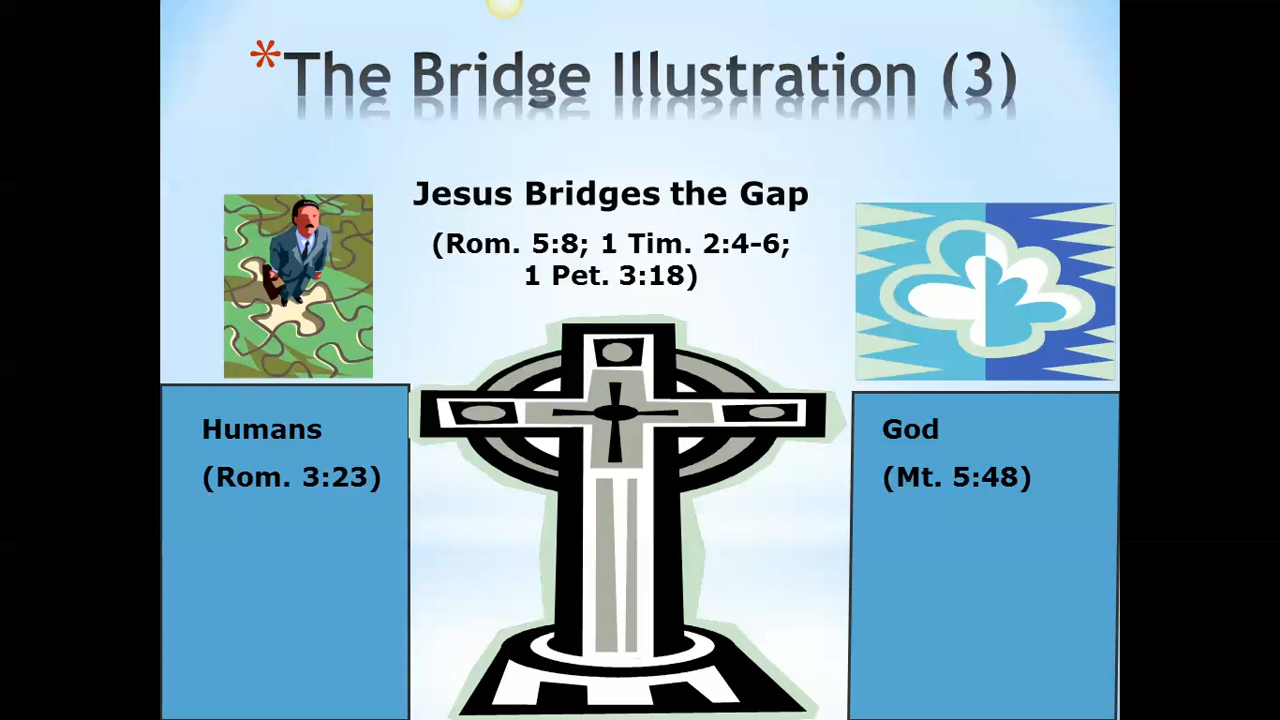 *The Bridge Illustration (3)
Jesus Bridges the Gap
(Rom. 5:8; 1 Tim. 2:4-6;
1 Pet. 3:18)
Humans
(Rom. 3:23)
God
(Mt. 5:48)